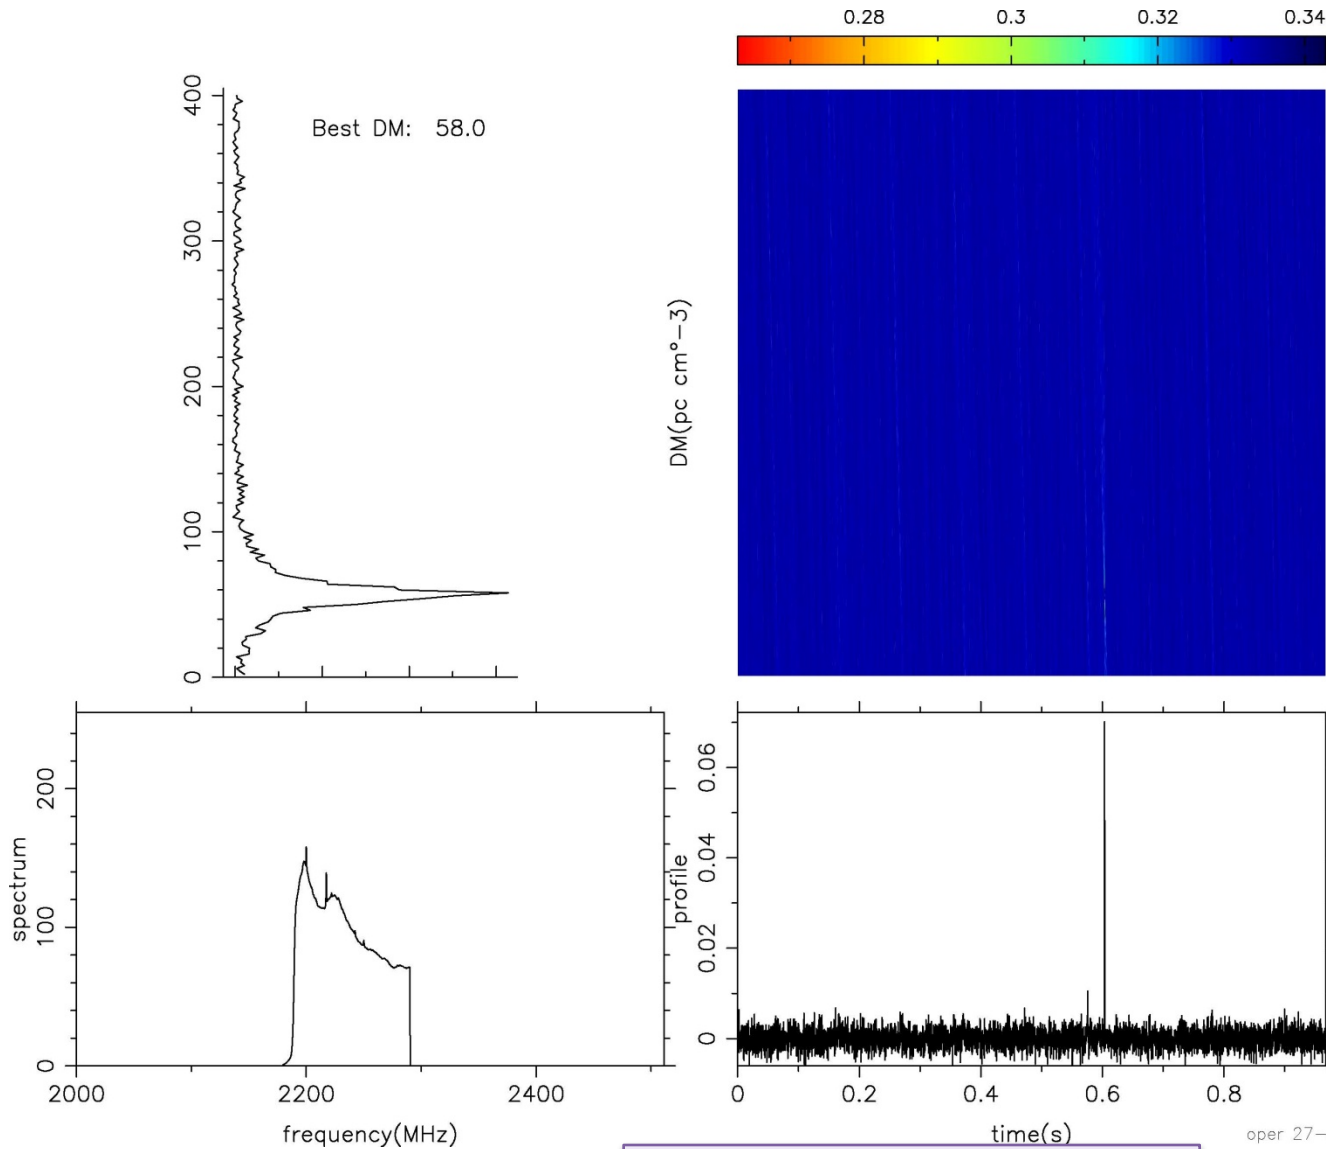 0.28 0.3 0.32 0.34
400
300
200
100
0
Best DM: 58.0
DM(pc cm°−3)
spectrum
200
100
0
2000 2200 2400
frequency(MHz)
profile
0.06
0.04
0.02
0
0 0.2 0.4 0.6 0.8
time(s)
oper 27−